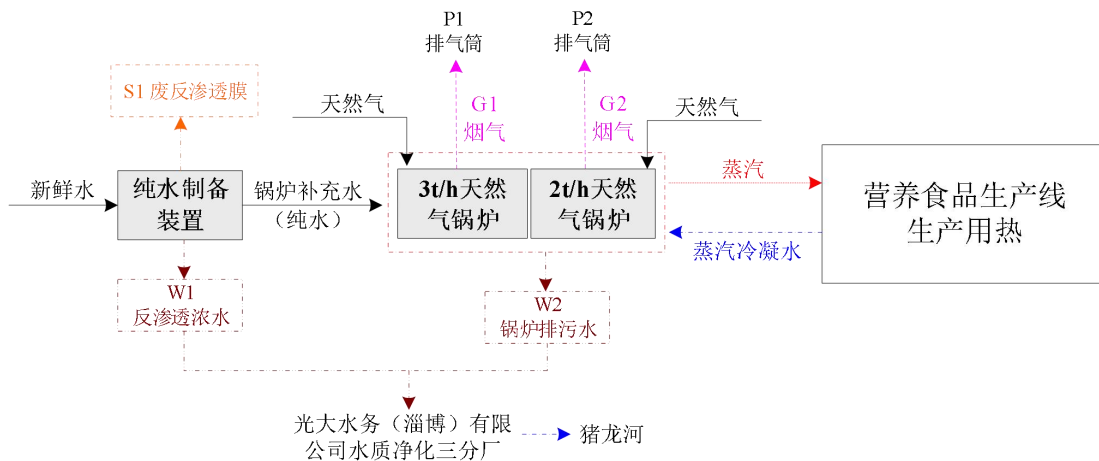 P1
排气筒
P2
排气筒
S1 废反渗透膜
天然气
G1
烟气
G2
烟气
天然气
新鲜水
纯水制备
装置
锅炉补充水
（纯水）
3t/h天然
气锅炉
2t/h天然
气锅炉
蒸汽
蒸汽冷凝水
营养食品生产线
生产用热
W1
反渗透浓水
W2
锅炉排污水
光大水务（淄博）有限
公司水质净化三分厂
猪龙河